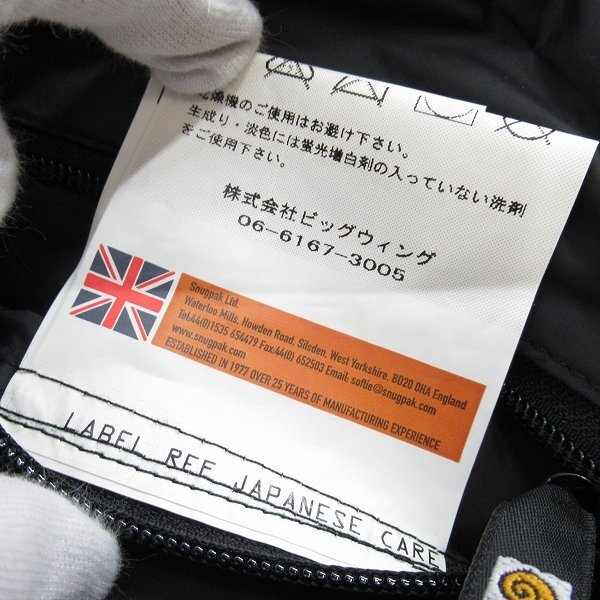 乾燥機のご使用はお避け下さい。
生成り・淡色には蛍光増白剤の入っていない洗剤
をご使用下さい。
株式会社ビッグウィング
06-6167-3005
Snugpak Ltd.
Waterloo Mills, Howden Road, Silsden, West Yorkshire. BD20 0HA England
Tel:44(0)1535 654479 Fax:44(0) 652503 Email. softie@snugpak.com
www.snugpak.com
ESTABLISHED IN 1977 OVER 25 YEARS OF MANUFACTURING EXPERIENCE
LABEL REF JAPANESE CARE